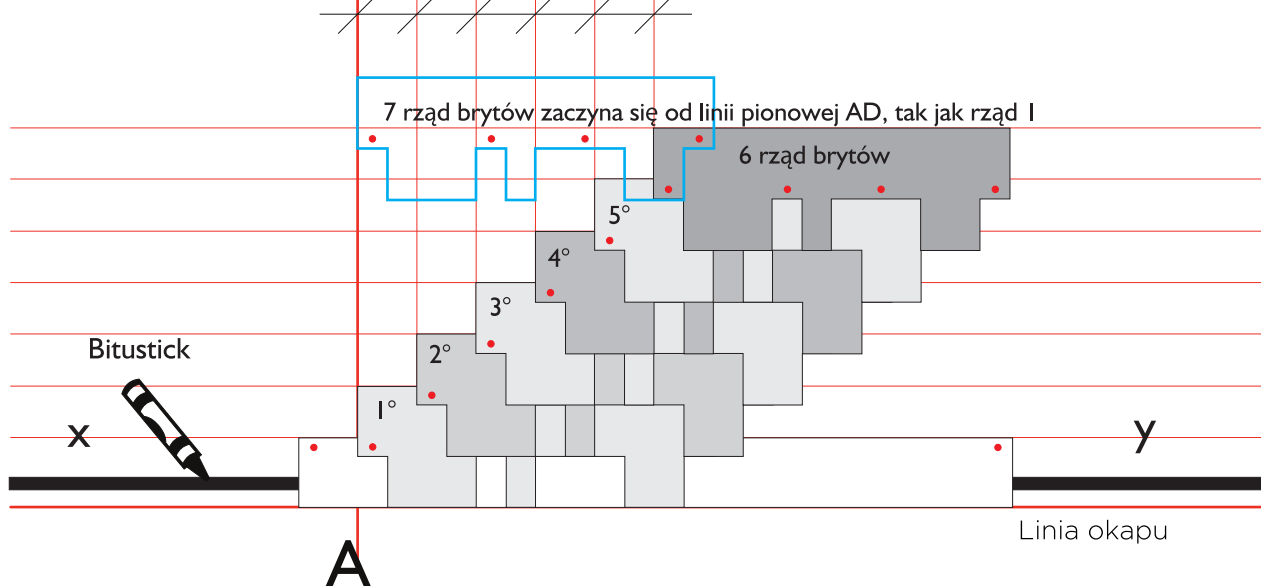 7 rząd brytów zaczyna się od linii pionowej AD, tak jak rząd 1
6 rząd brytów
5°
4°
3°
2°
1°
Bitustick
x
y
Linia okapu
A